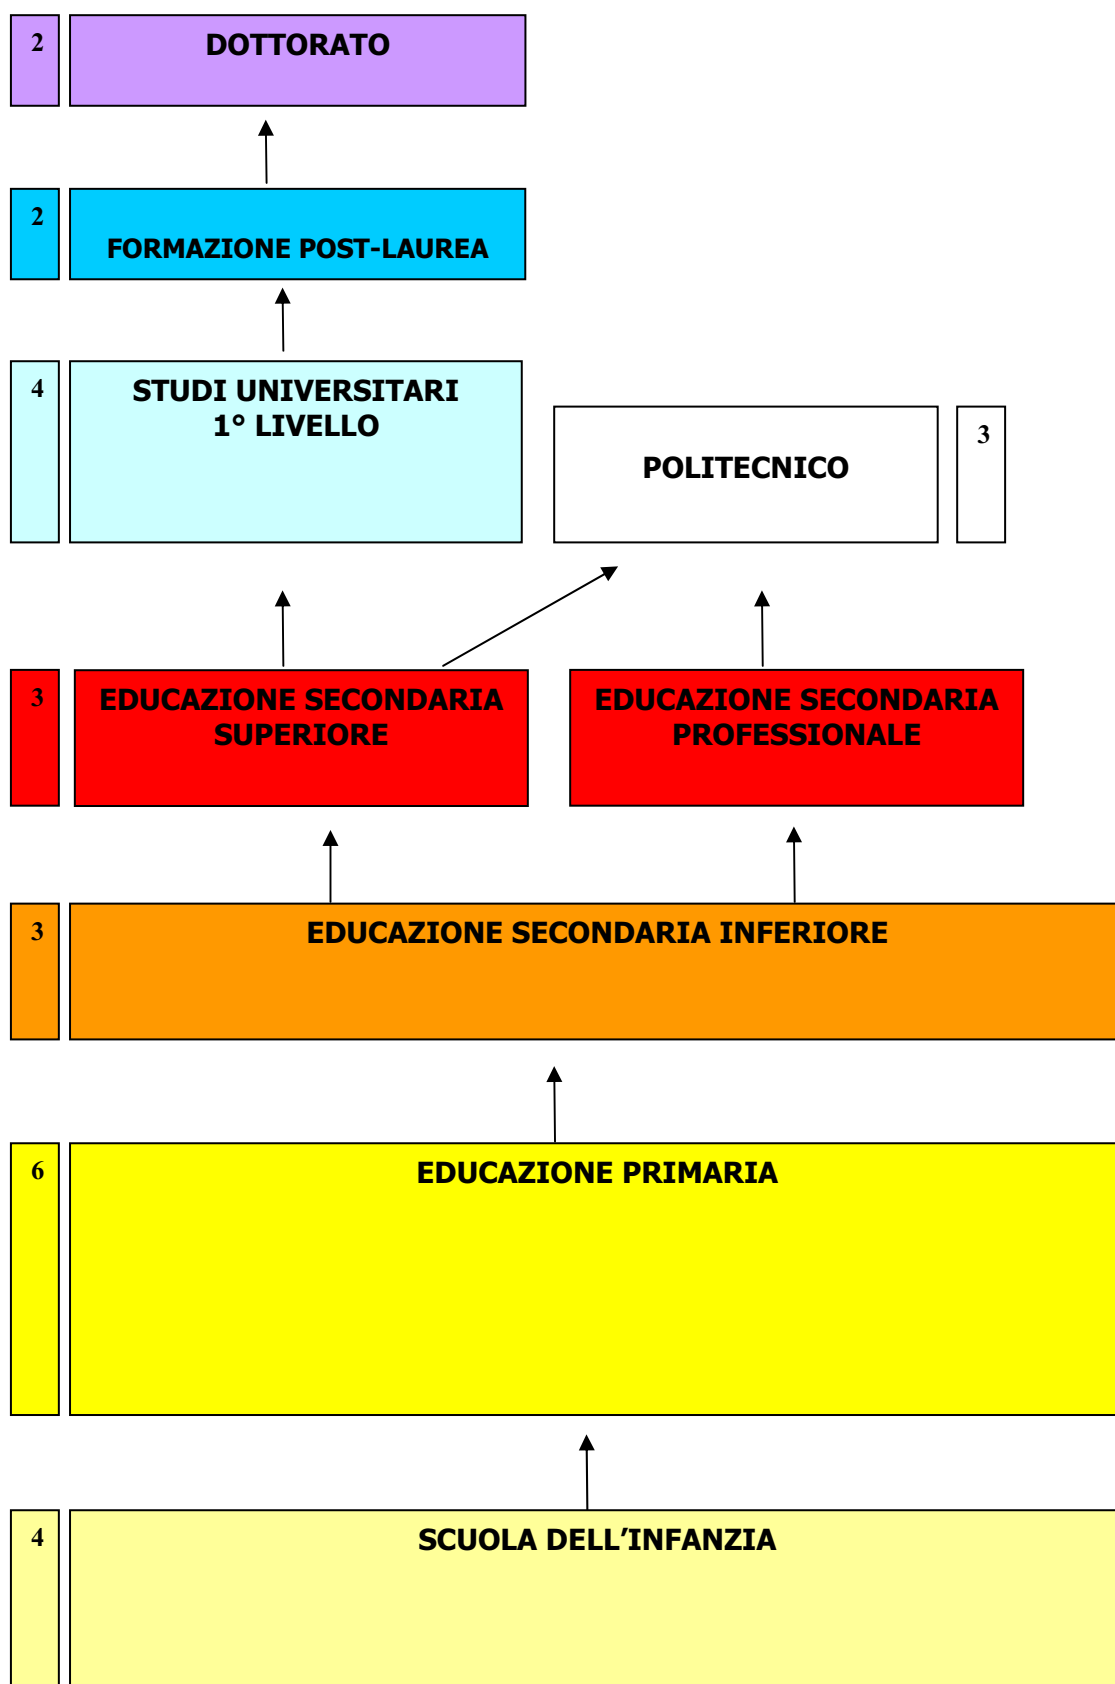 2
DOTTORATO
2
FORMAZIONE POST-LAUREA
4
STUDI UNIVERSITARI
1° LIVELLO
POLITECNICO
3
3
EDUCAZIONE SECONDARIA
SUPERIORE
EDUCAZIONE SECONDARIA
PROFESSIONALE
3
EDUCAZIONE SECONDARIA INFERIORE
6
EDUCAZIONE PRIMARIA
4
SCUOLA DELL’INFANZIA